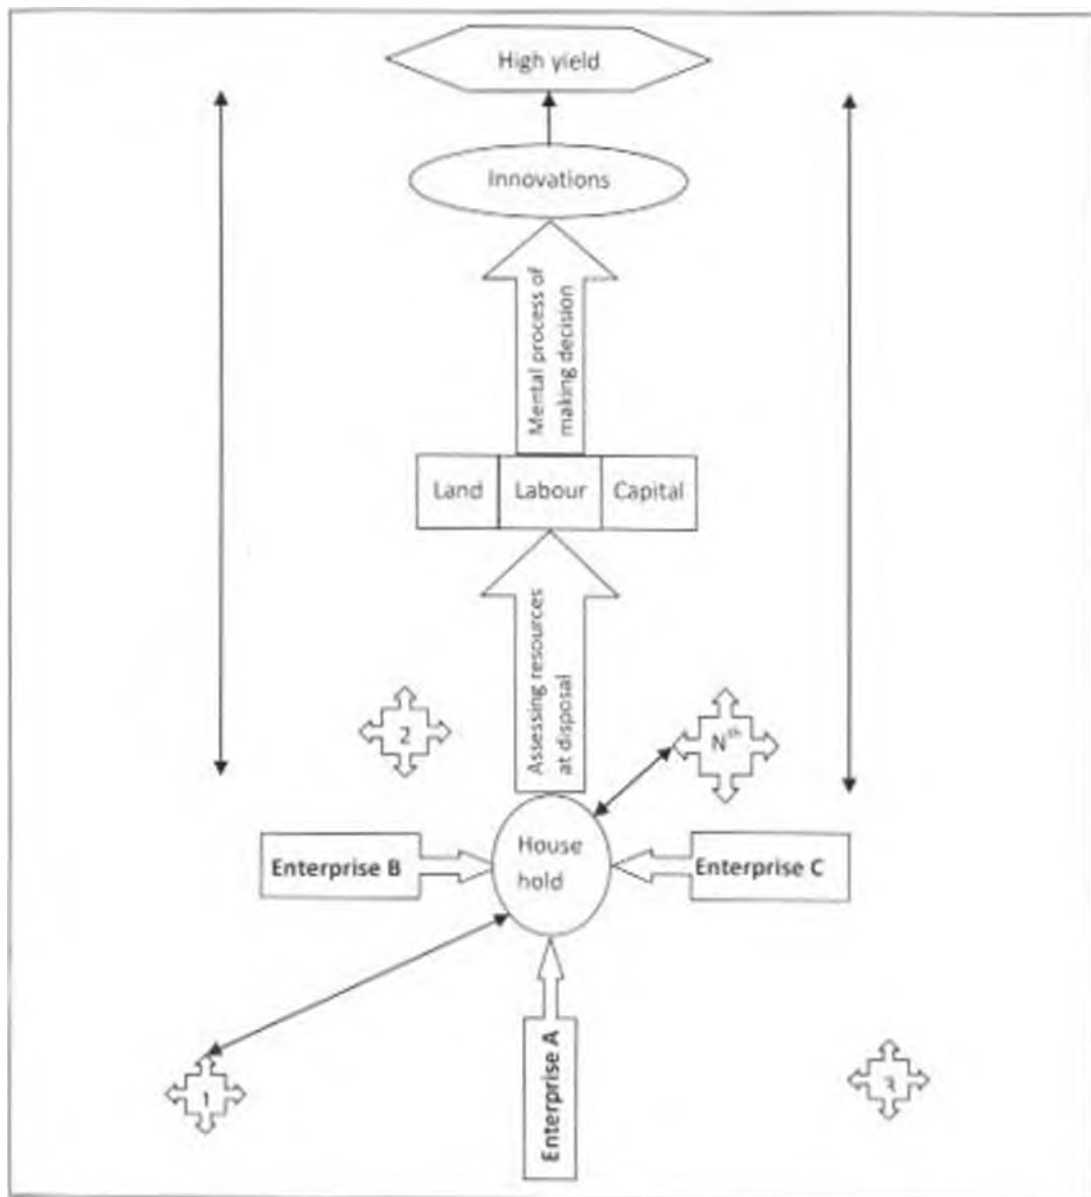 High yield
Innovations
Mental process of
making decision
Land
Labour
Capital
Assessing resources
at disposal
2
Nth
House
hold
Enterprise B
Enterprise C
Enterprise A
1
3